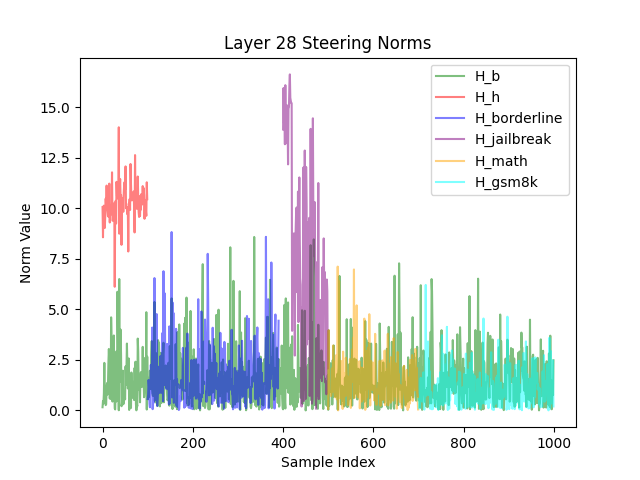 Layer 28 Steering Norms
H_b
H_h
H_borderline
H_jailbreak
H_math
H_gsm8k
Norm Value
15.0
12.5
10.0
7.5
5.0
2.5
0.0
0
200
400
600
800
1000
Sample Index